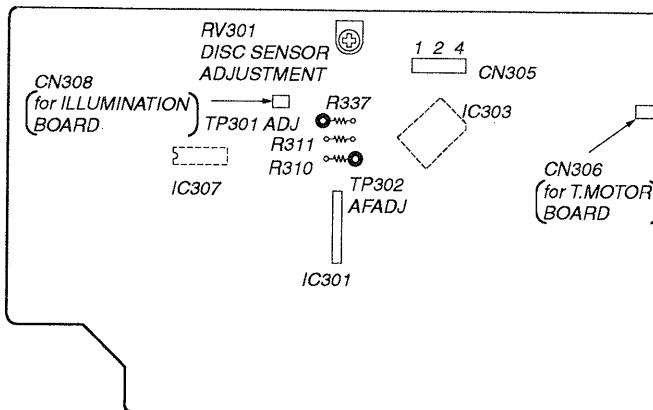 RV301
DISC SENSOR
ADJUSTMENT
1 2 4
CN305
CN308
for ILLUMINATION
BOARD
R337
TP301 ADJ
IC303
R311
R310
IC307
TP302
AFADJ
CN306
for T.MOTOR
BOARD
IC301